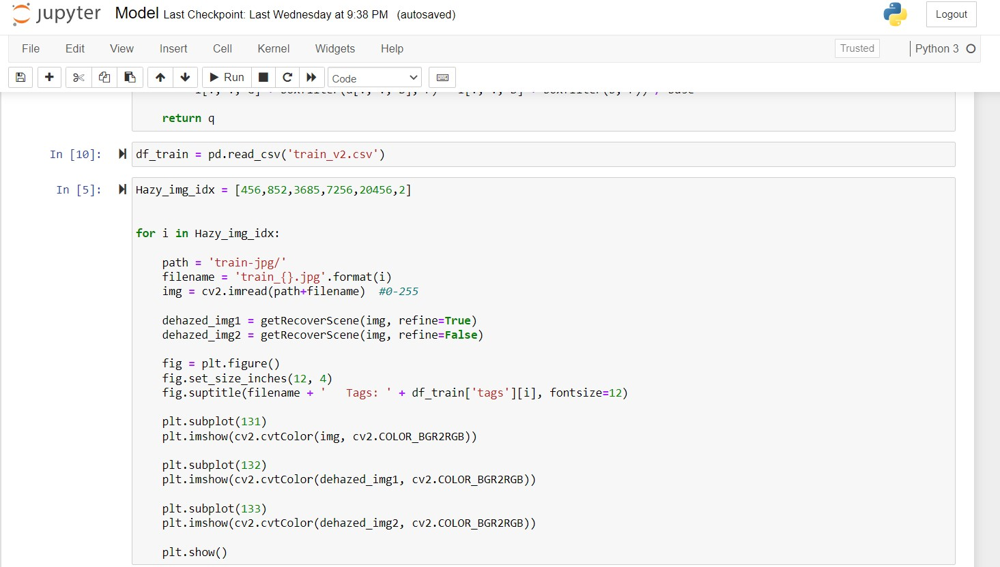 jupyter Model Last Checkpoint: Last Wednesday at 9:38 PM (autosaved) Logout
File Edit View Insert Cell Kernel Widgets Help Trusted Python 3
Run Code
return q
In [10]: df_train = pd.read_csv('train_v2.csv')
In [5]: Hazy_img_idx = [456,852,3685,7256,20456,2]
for i in Hazy_img_idx:
path = 'train-jpg/'
filename = 'train_{}.jpg'.format(i)
img = cv2.imread(path+filename)  #0-255
dehazed_img1 = getRecoverScene(img, refine=True)
dehazed_img2 = getRecoverScene(img, refine=False)
fig = plt.figure()
fig.set_size_inches(12, 4)
fig.suptitle(filename + '   Tags: ' + df_train['tags'][i], fontsize=12)
plt.subplot(131)
plt.imshow(cv2.cvtColor(img, cv2.COLOR_BGR2RGB))
plt.subplot(132)
plt.imshow(cv2.cvtColor(dehazed_img1, cv2.COLOR_BGR2RGB))
plt.subplot(133)
plt.imshow(cv2.cvtColor(dehazed_img2, cv2.COLOR_BGR2RGB))
plt.show()